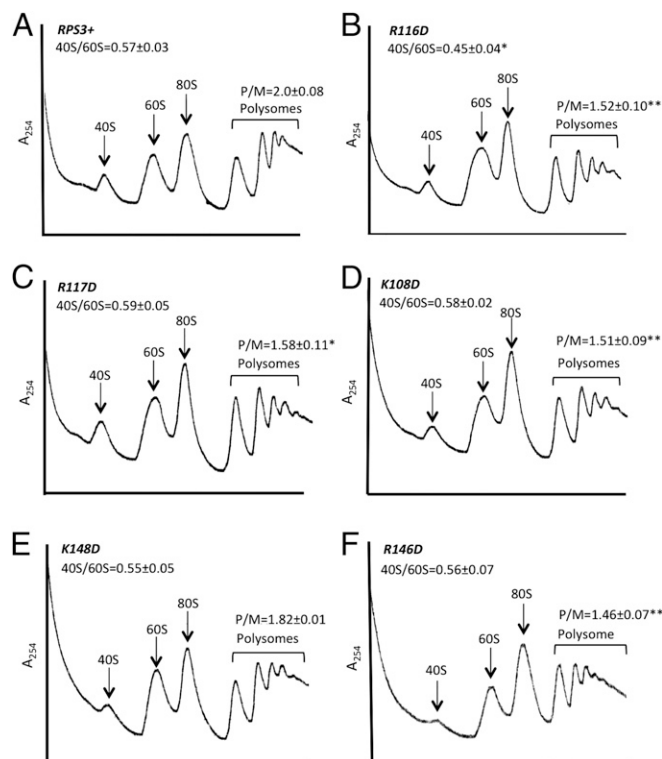 A
RPS3+
40S/60S=0.57±0.03
P/M=2.0±0.08
Polysomes
80S
60S
40S
A254
B
R116D
40S/60S=0.45±0.04*
P/M=1.52±0.10**
Polysomes
80S
60S
40S
A254
C
R117D
40S/60S=0.59±0.05
P/M=1.58±0.11*
Polysomes
80S
60S
40S
A254
D
K108D
40S/60S=0.58±0.02
P/M=1.51±0.09**
Polysomes
80S
60S
40S
A254
E
K148D
40S/60S=0.55±0.05
P/M=1.82±0.01
Polysomes
80S
60S
40S
A254
F
R146D
40S/60S=0.56±0.07
P/M=1.46±0.07**
Polysome
80S
60S
40S
A254